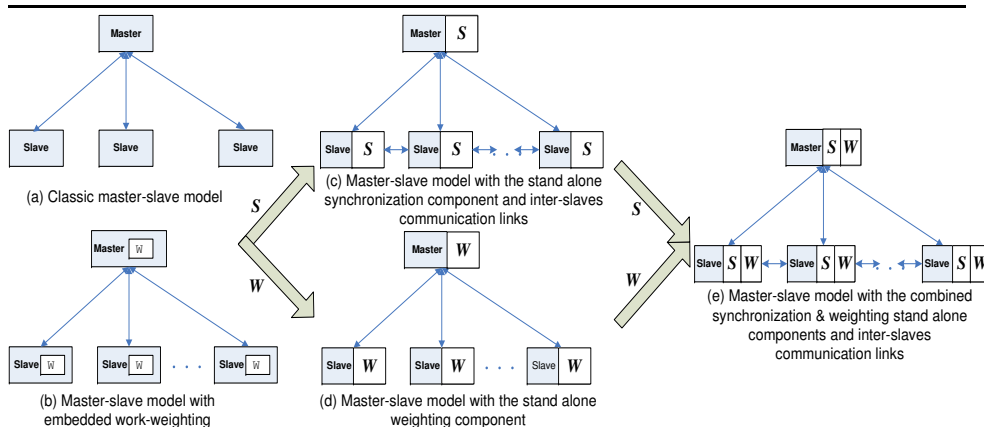 Master
Slave
Slave
Slave
(a) Classic master-slave model
Master W
Slave W
Slave W
. . .
Slave W
(b) Master-slave model with
embedded work-weighting
S
W
Master S
Slave S
Slave S
. . .
Slave S
(c) Master-slave model with the stand alone
synchronization component and inter-slaves
communication links
Master W
Slave W
Slave W
. . .
Slave W
(d) Master-slave model with the stand alone
weighting component
S
W
Master S W
Slave S W
Slave S W
. . .
Slave S W
(e) Master-slave model with the combined
synchronization & weighting stand alone
components and inter-slaves
communication links